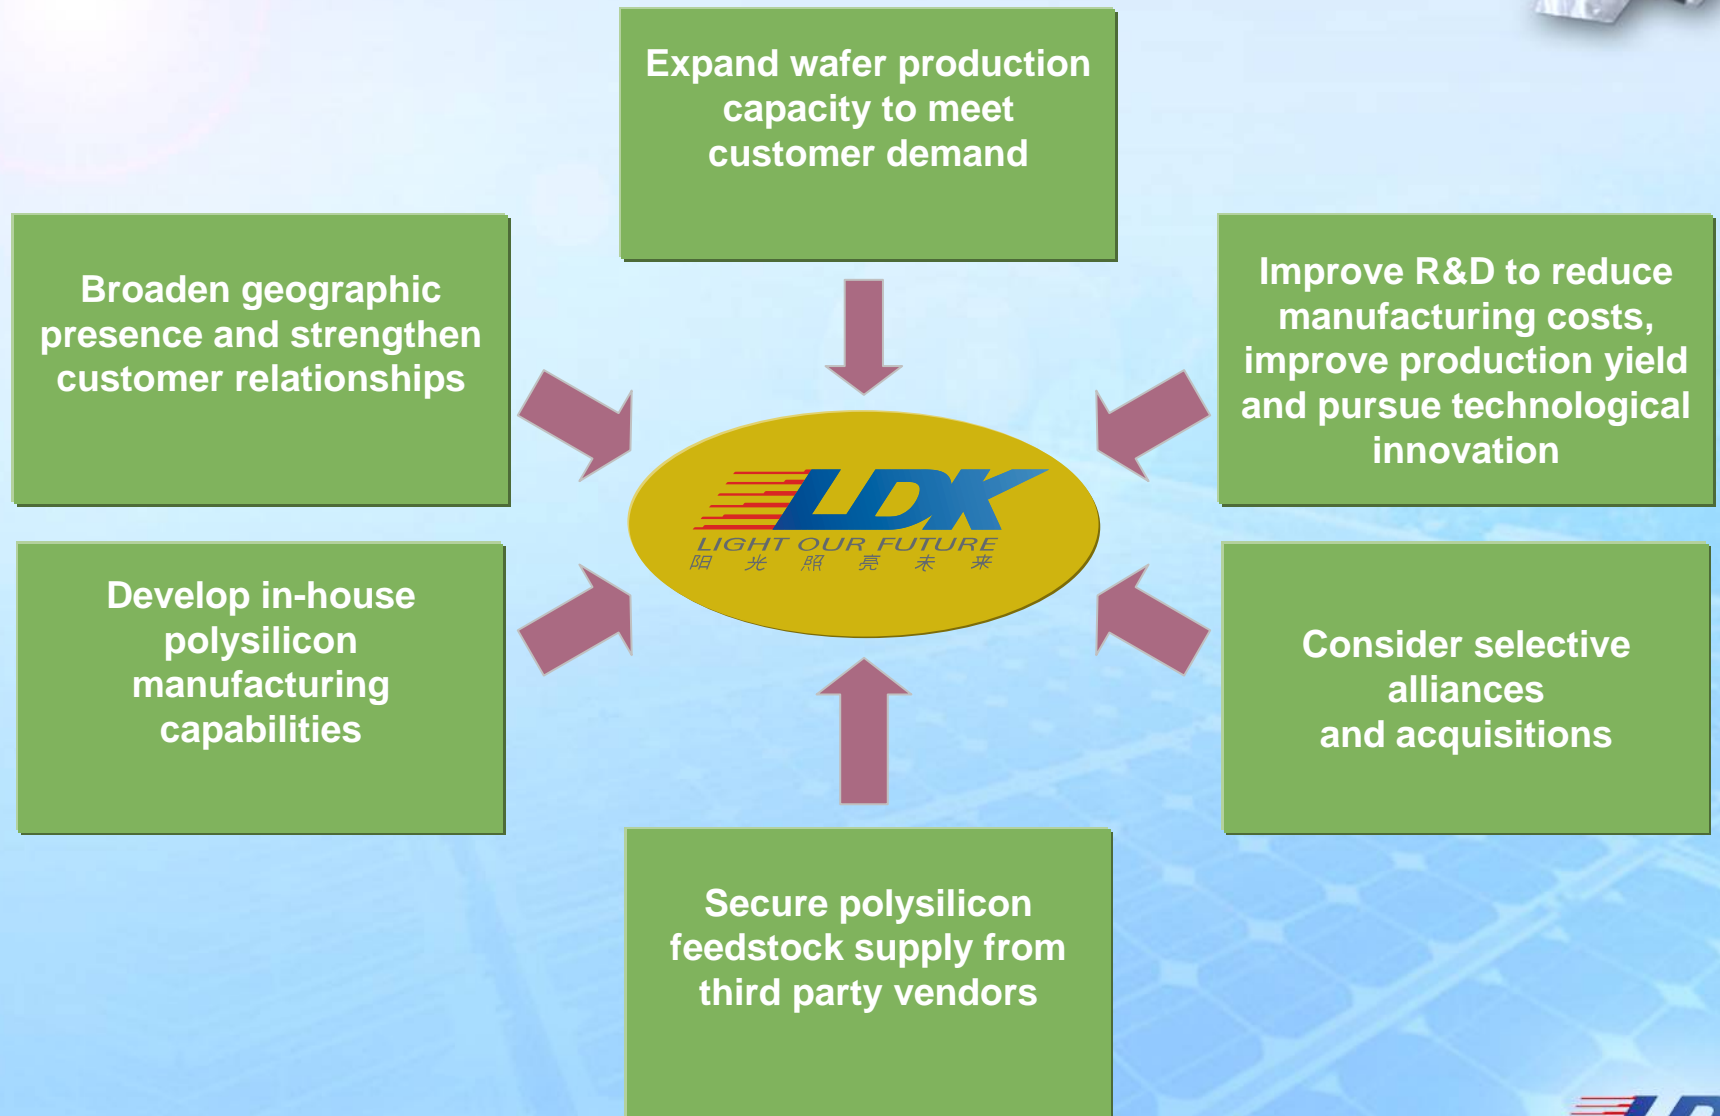 Expand wafer production
capacity to meet
customer demand
Broaden geographic
presence and strengthen
customer relationships
Improve R&D to reduce
manufacturing costs,
improve production yield
and pursue technological
innovation
LDK
LIGHT OUR FUTURE
阳光照亮未来
Develop in-house
polysilicon
manufacturing
capabilities
Consider selective
alliances
and acquisitions
Secure polysilicon
feedstock supply from
third party vendors